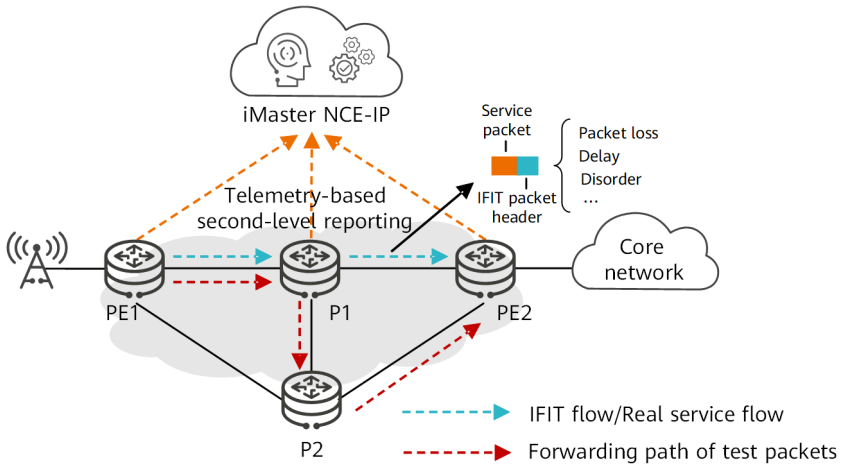 iMaster NCE-IP
Service
packet
IFIT packet
header
Packet loss
Delay
Disorder
...
Telemetry-based
second-level reporting
PE1
P1
PE2
Core
network
P2
IFIT flow/Real service flow
Forwarding path of test packets